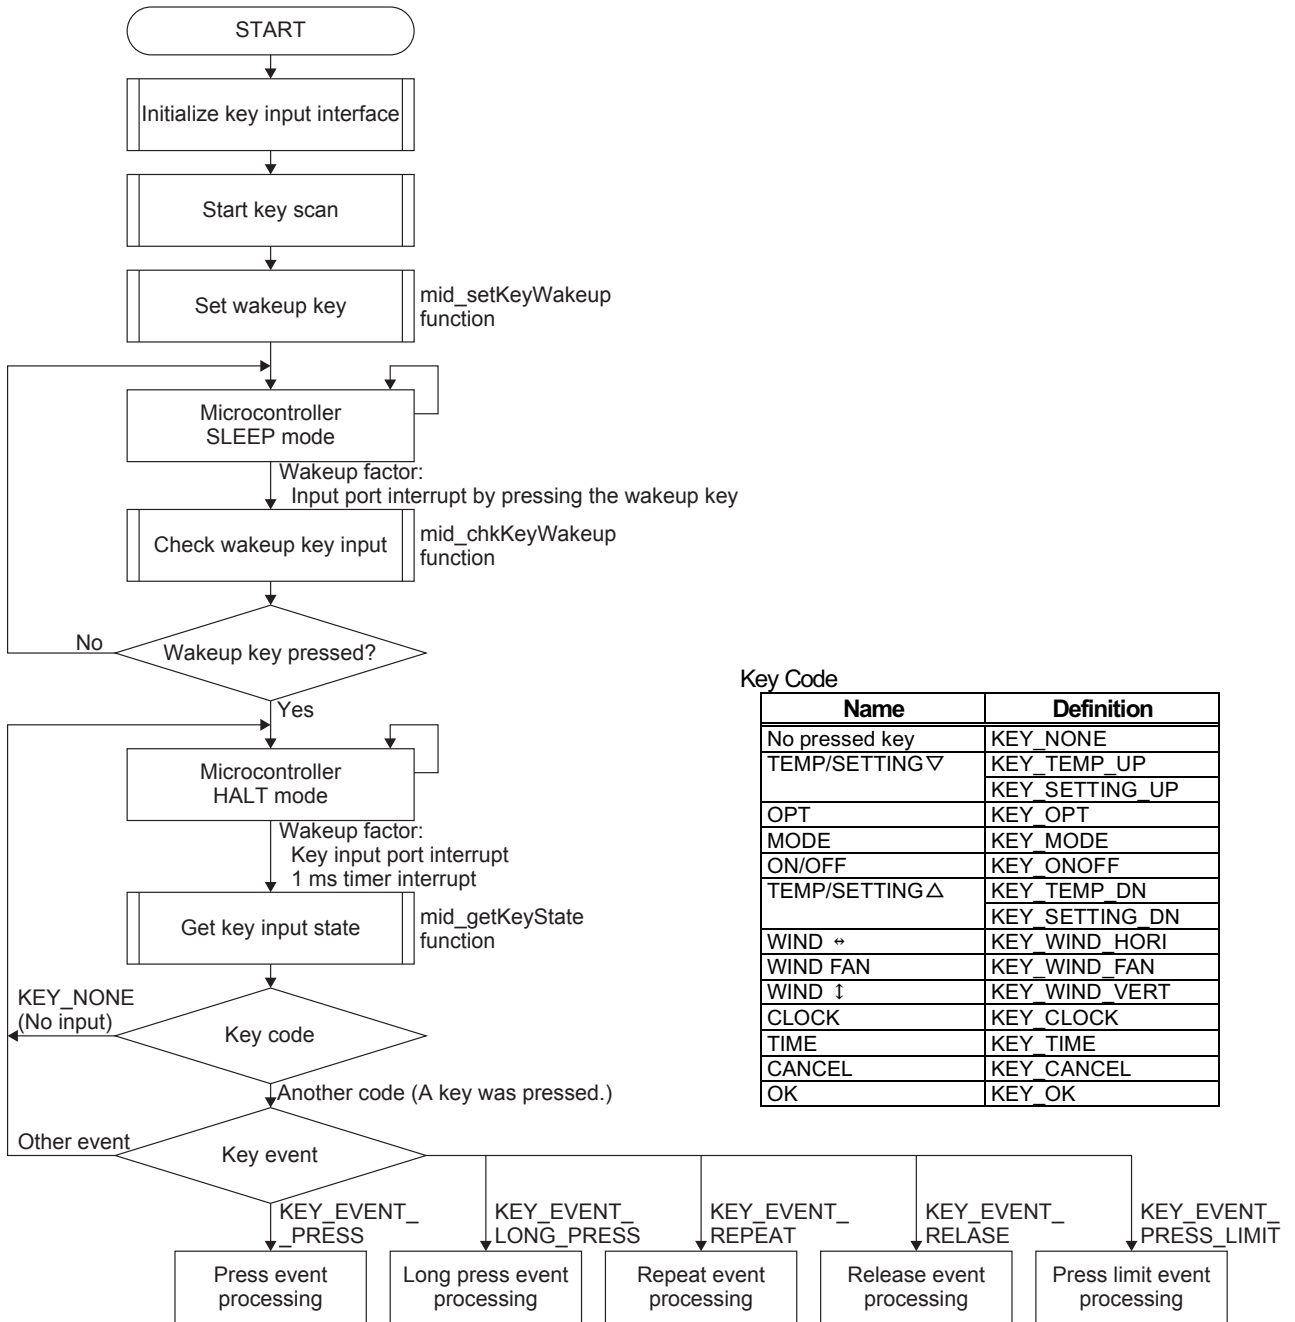 START
Initialize key input interface
Start key scan
Set wakeup key
mid_setKeyWakeup
function
Microcontroller
SLEEP mode
Wakeup factor:
Input port interrupt by pressing the wakeup key
Check wakeup key input
mid_chkKeyWakeup
function
No
Wakeup key pressed?
Yes
Microcontroller
HALT mode
Wakeup factor:
Key input port interrupt
1 ms timer interrupt
Get key input state
mid_getKeyState
function
KEY_NONE
(No input)
Key code
Another code (A key was pressed.)
Other event
Key event
KEY_EVENT_
_PRESS
KEY_EVENT_
LONG_PRESS
KEY_EVENT_
REPEAT
KEY_EVENT_
RELASE
KEY_EVENT_
PRESS_LIMIT
Press event
processing
Long press event
processing
Repeat event
processing
Release event
processing
Press limit event
processing
Key Code
Name Definition
No pressed key KEY_NONE
TEMP/SETTING▽ KEY_TEMP_UP
KEY_SETTING_UP
OPT KEY_OPT
MODE KEY_MODE
ON/OFF KEY_ONOFF
TEMP/SETTING△ KEY_TEMP_DN
KEY_SETTING_DN
WIND ↔ KEY_WIND_HORI
WIND FAN KEY_WIND_FAN
WIND ↕ KEY_WIND_VERT
CLOCK KEY_CLOCK
TIME KEY_TIME
CANCEL KEY_CANCEL
OK KEY_OK